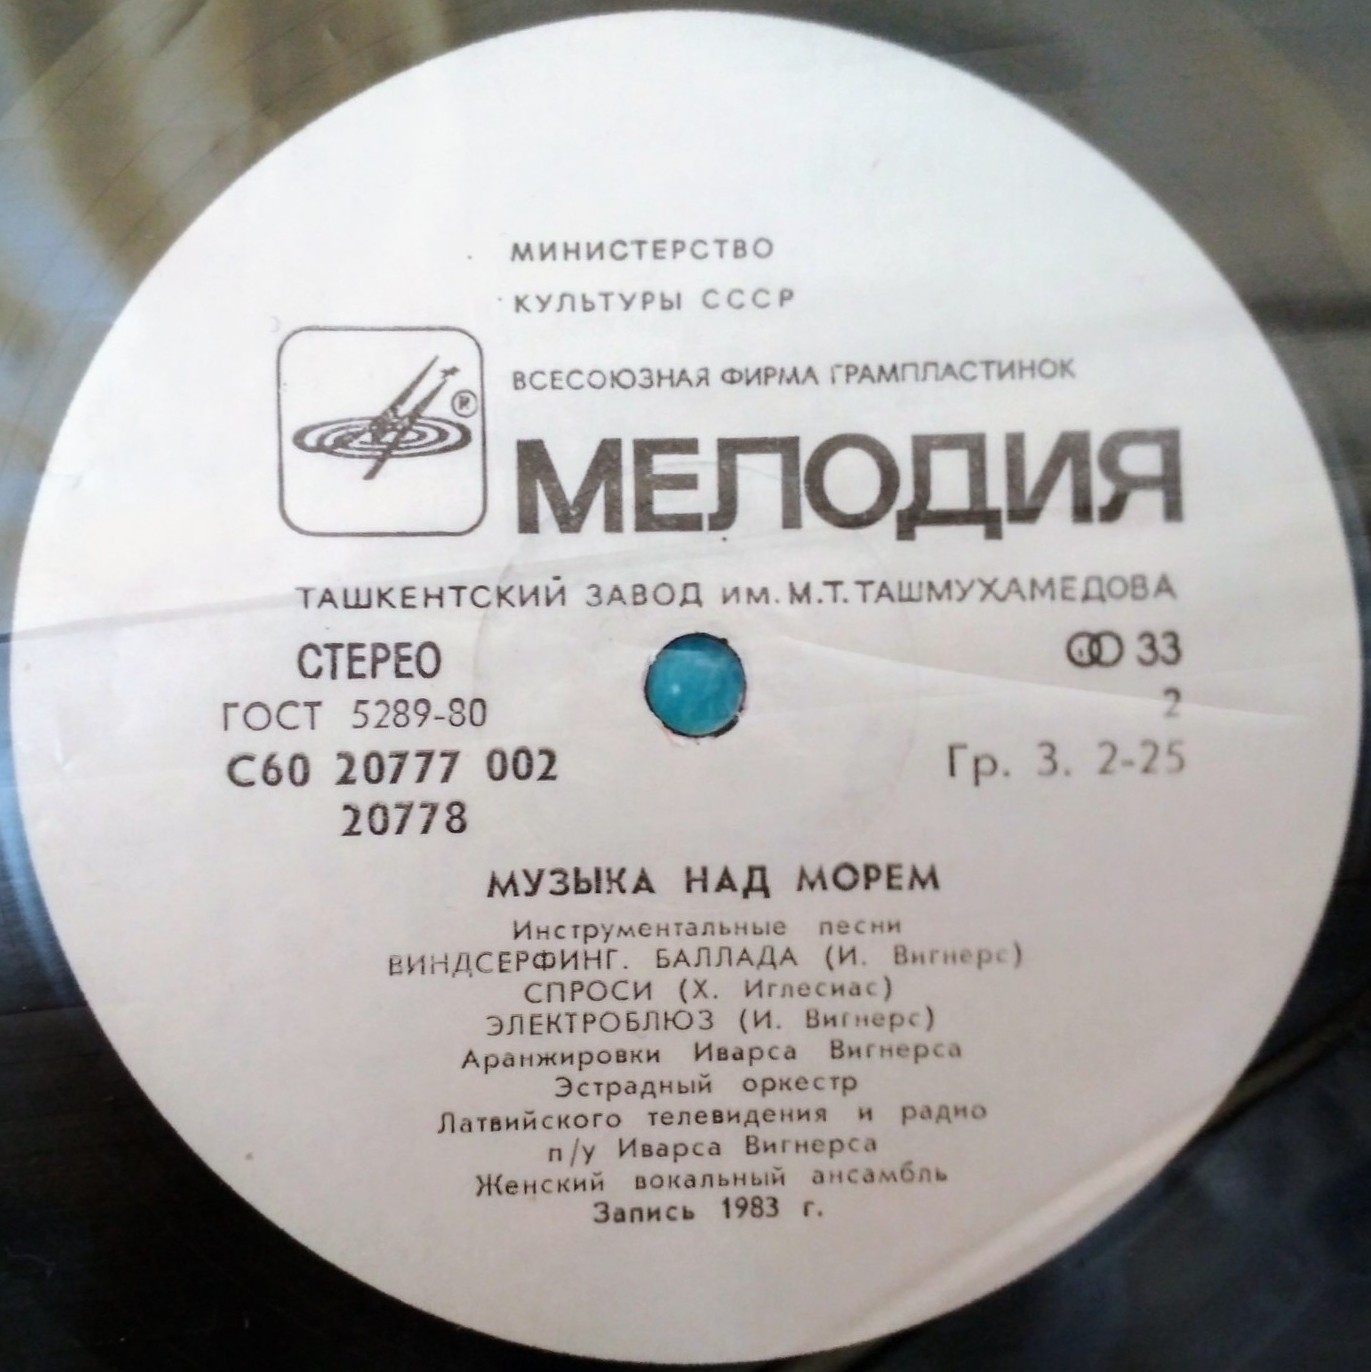 МИНИСТЕРСТВО
КУЛЬТУРЫ СССР
ВСЕСОЮЗНАЯ ФИРМА ГРАМПЛАСТИНОК
®
МЕЛОДИЯ
ТАШКЕНТСКИЙ ЗАВОД им. М.Т. ТАШМУХАМЕДОВА
СТЕРЕО 33
ГОСТ 5289-80 2
С60 20777 002 Гр. 3. 2-25
20778
МУЗЫКА НАД МОРЕМ
Инструментальные песни
ВИНДСЕРФИНГ. БАЛЛАДА (И. Вигнерс)
СПРОСИ (Х. Иглесиас)
ЭЛЕКТРОБЛЮЗ (И. Вигнерс)
Аранжировки Иварса Вигнерса
Эстрадный оркестр
Латвийского телевидения и радио
п/у Иварса Вигнерса
Женский вокальный ансамбль
Запись 1983 г.